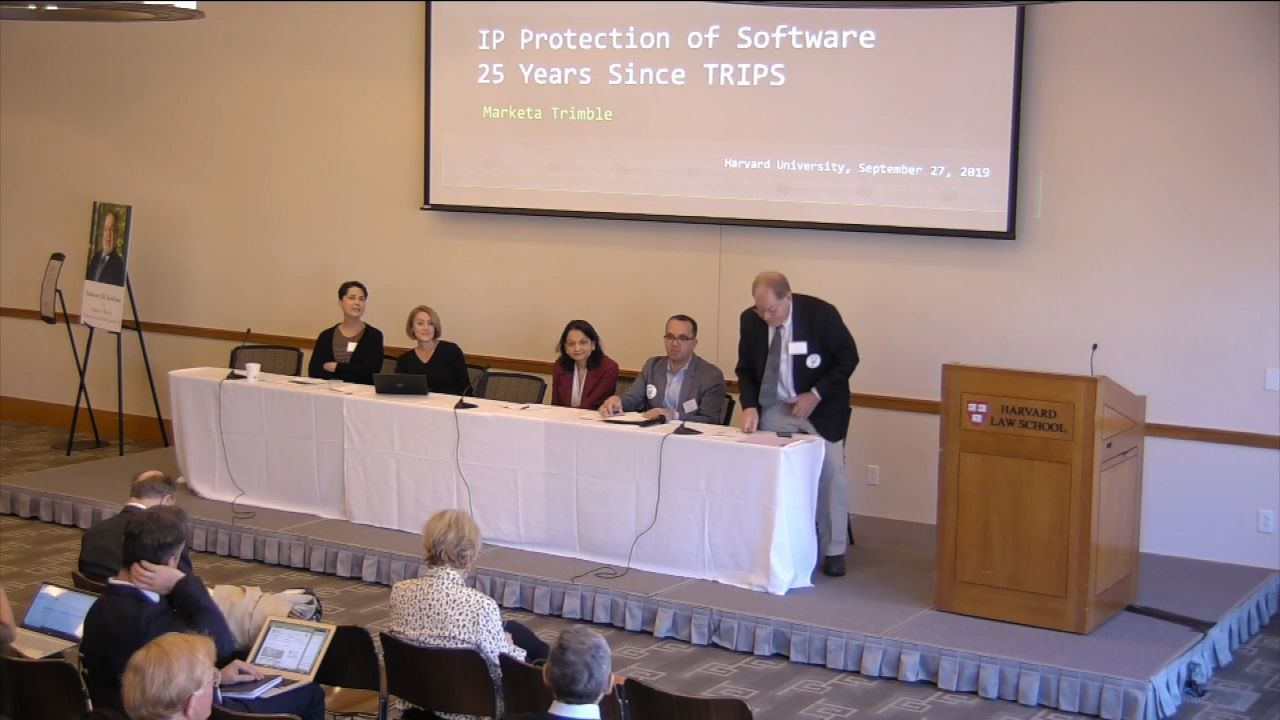 IP Protection of Software
25 Years Since TRIPS
Marketa Trimble
Harvard University, September 27, 2019
HARVARD
LAW SCHOOL